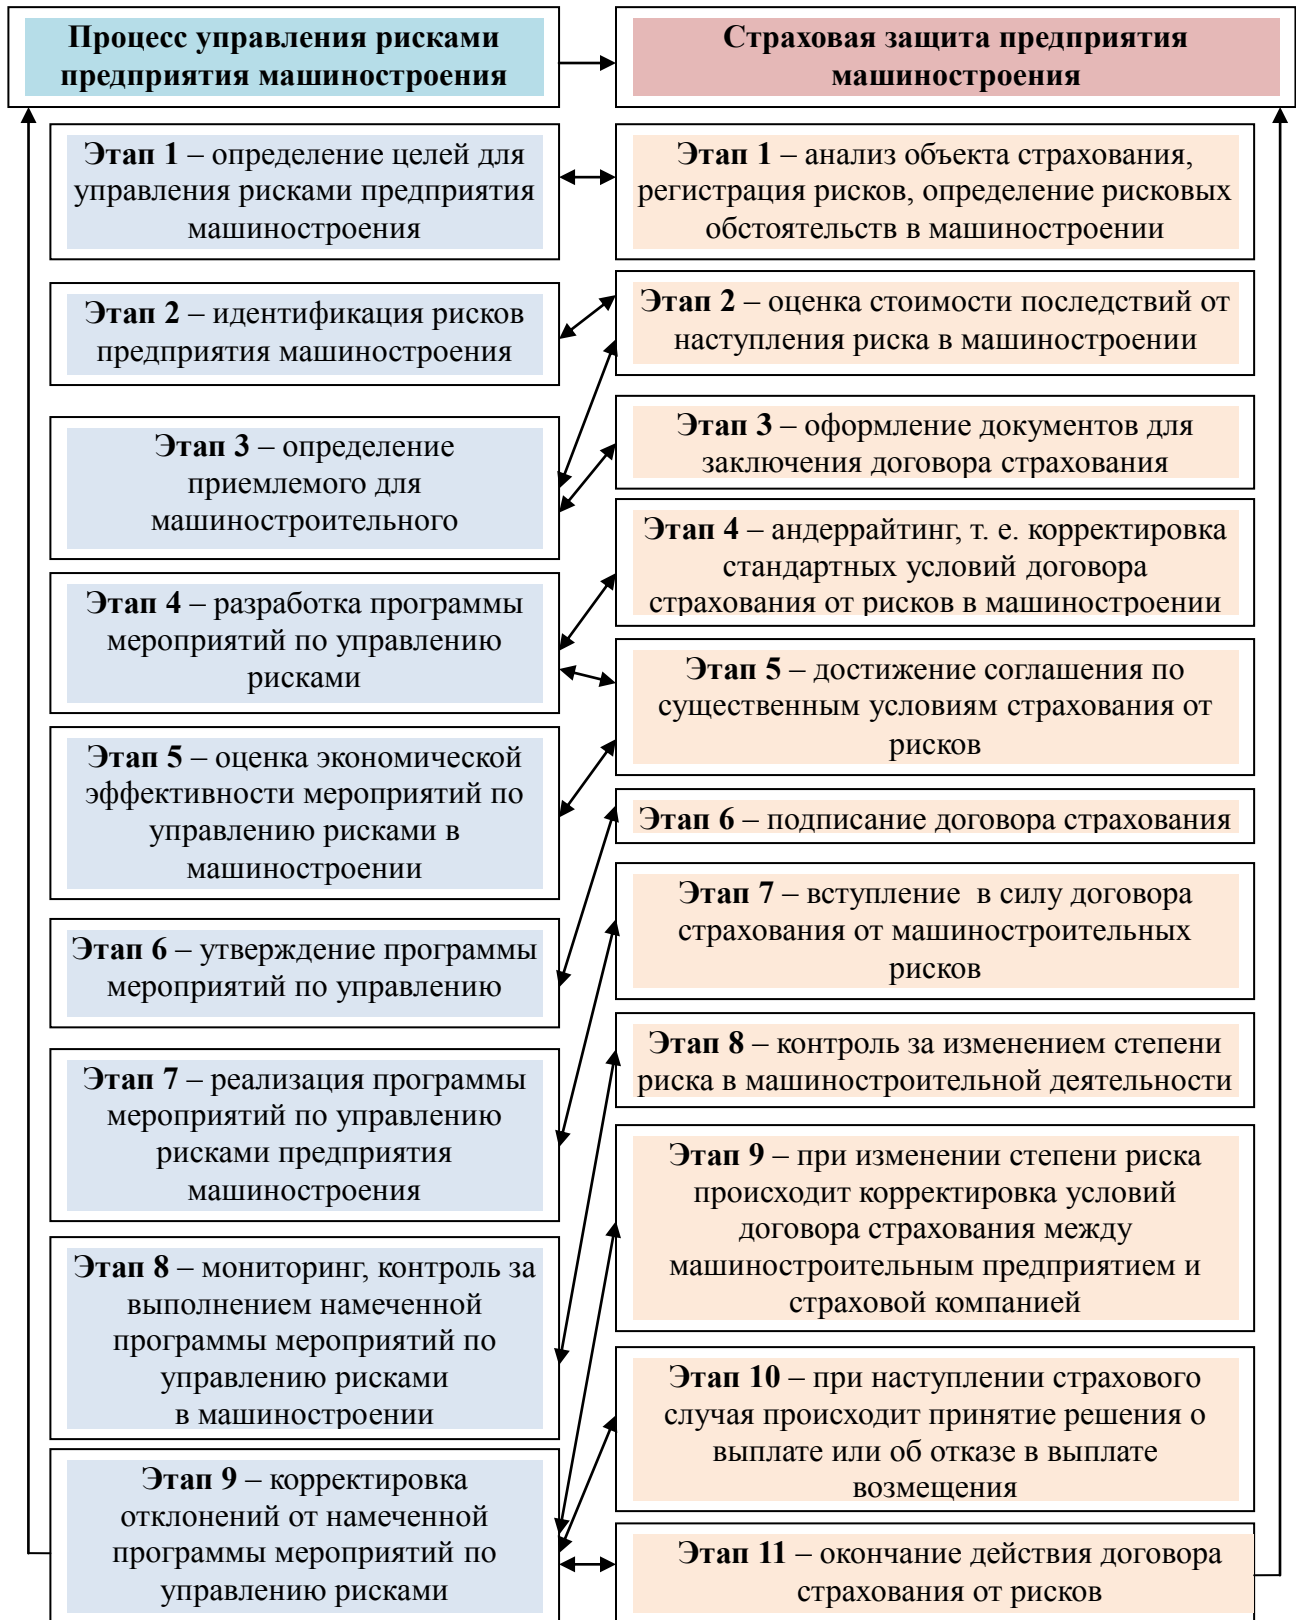 Процесс управления рисками
предприятия машиностроения
Страховая защита предприятия
машиностроения
Этап 1 – определение целей для
управления рисками предприятия
машиностроения
Этап 2 – идентификация рисков
предприятия машиностроения
Этап 3 – определение
приемлемого для
машиностроительного
Этап 4 – разработка программы
мероприятий по управлению
рисками
Этап 5 – оценка экономической
эффективности мероприятий по
управлению рисками в
машиностроении
Этап 6 – утверждение программы
мероприятий по управлению
Этап 7 – реализация программы
мероприятий по управлению
рисками предприятия
машиностроения
Этап 8 – мониторинг, контроль за
выполнением намеченной
программы мероприятий по
управлению рисками
в машиностроении
Этап 9 – корректировка
отклонений от намеченной
программы мероприятий по
управлению рисками
Этап 1 – анализ объекта страхования,
регистрация рисков, определение рисковых
обстоятельств в машиностроении
Этап 2 – оценка стоимости последствий от
наступления риска в машиностроении
Этап 3 – оформление документов для
заключения договора страхования
Этап 4 – андеррайтинг, т. е. корректировка
стандартных условий договора
страхования от рисков в машиностроении
Этап 5 – достижение соглашения по
существенным условиям страхования от
рисков
Этап 6 – подписание договора страхования
Этап 7 – вступление в силу договора
страхования от машиностроительных
рисков
Этап 8 – контроль за изменением степени
риска в машиностроительной деятельности
Этап 9 – при изменении степени риска
происходит корректировка условий
договора страхования между
машиностроительным предприятием и
страховой компанией
Этап 10 – при наступлении страхового
случая происходит принятие решения о
выплате или об отказе в выплате
возмещения
Этап 11 – окончание действия договора
страхования от рисков